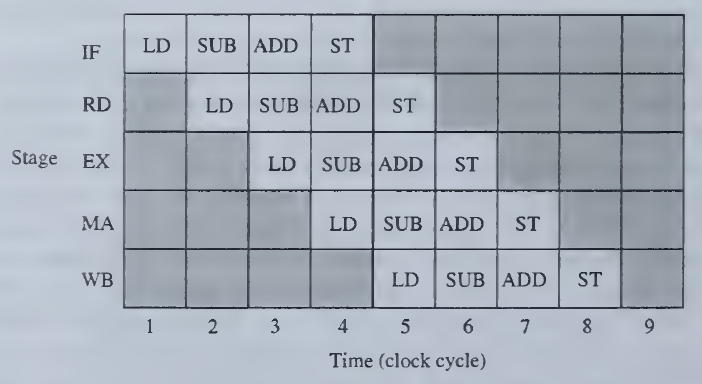 IF LD SUB ADD ST
RD LD SUB ADD ST
Stage EX LD SUB ADD ST
MA LD SUB ADD ST
WB LD SUB ADD ST
1 2 3 4 5 6 7 8 9
Time (clock cycle)